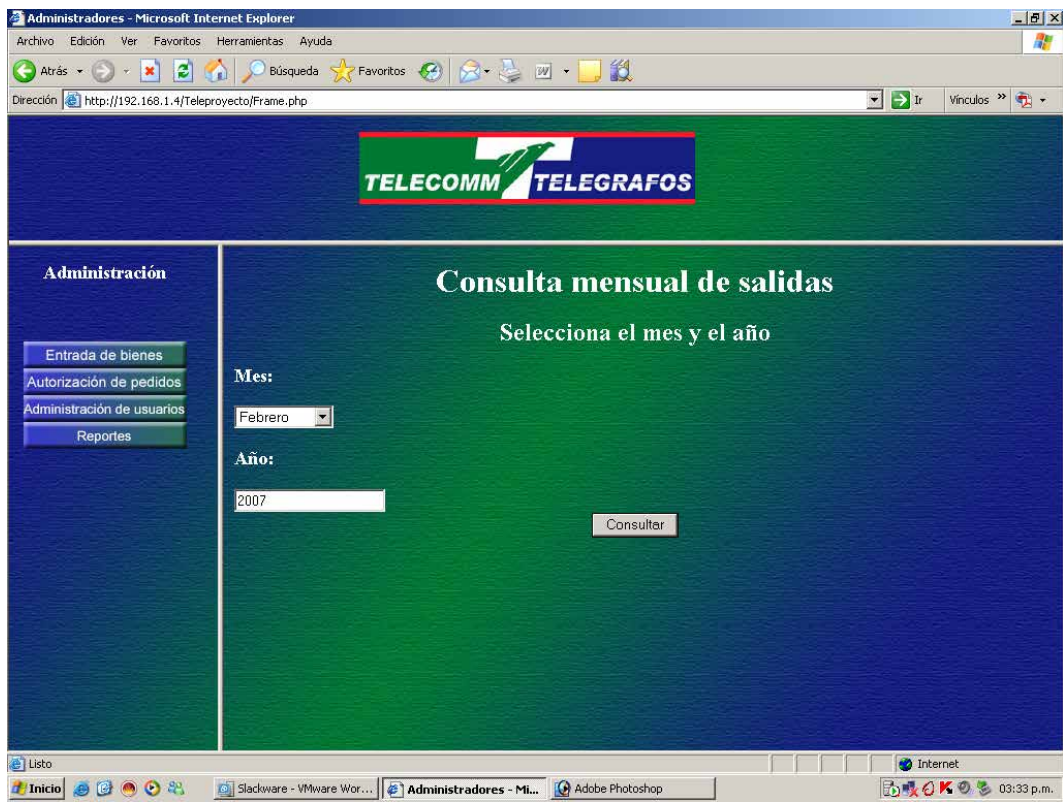 Administradores - Microsoft Internet Explorer
Archivo Edición Ver Favoritos Herramientas Ayuda
Atrás Búsqueda Favoritos
Dirección http://192.168.1.4/Teleproyecto/Frame.php Ir Vínculos »
TELECOMM TELEGRAFOS
Administración
Entrada de bienes
Autorización de pedidos
Administración de usuarios
Reportes
Consulta mensual de salidas
Selecciona el mes y el año
Mes:
Febrero
Año:
2007
Consultar
Listo Internet
Inicio Slackware - VMware Wor... Administradores - Mi... Adobe Photoshop 03:33 p.m.